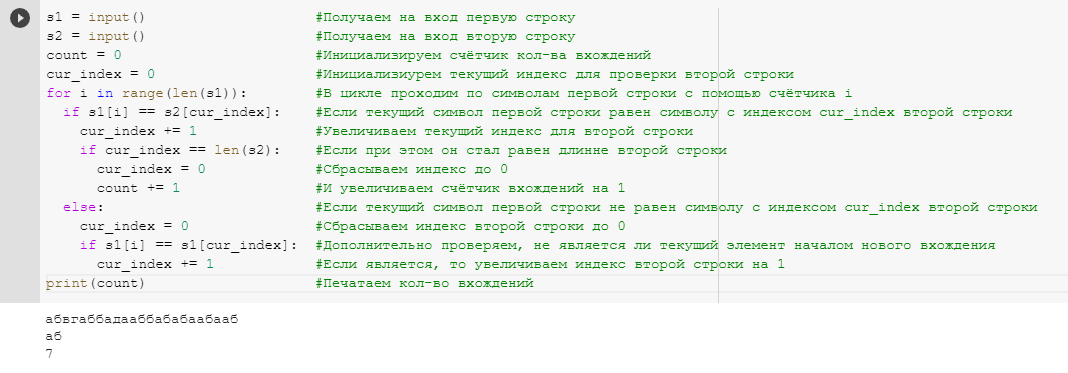 s1 = input() #Получаем на вход первую строку
s2 = input() #Получаем на вход вторую строку
count = 0 #Инициализируем счётчик кол-ва вхождений
cur_index = 0 #Инициализиурем текущий индекс для проверки второй строки
for i in range(len(s1)): #В цикле проходим по символам первой строки с помощью счётчика i
  if s1[i] == s2[cur_index]: #Если текущий символ первой строки равен символу с индексом cur_index второй строки
    cur_index += 1 #Увеличиваем текущий индекс для второй строки
    if cur_index == len(s2): #Если при этом он стал равен длинне второй строки
      cur_index = 0 #Сбрасываем индекс до 0
      count += 1 #И увеличиваем счётчик вхождений на 1
  else: #Если текущий символ первой строки не равен символу с индексом cur_index второй строки
    cur_index = 0 #Сбрасываем индекс второй строки до 0
    if s1[i] == s1[cur_index]: #Дополнительно проверяем, не является ли текущий элемент началом нового вхождения
      cur_index += 1 #Если является, то увеличиваем индекс второй строки на 1
print(count) #Печатаем кол-во вхождений
абвгаббадааббабабаабааб
аб
7